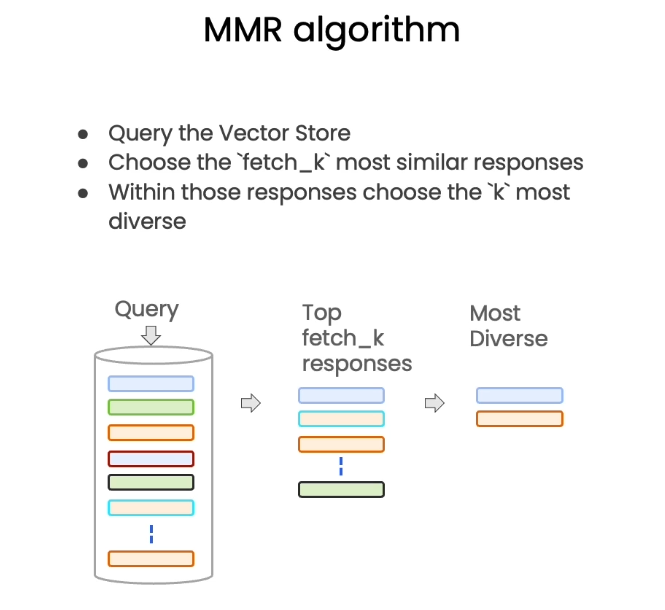 MMR algorithm
● Query the Vector Store
● Choose the `fetch_k` most similar responses
● Within those responses choose the `k` most
diverse
Query
Top
fetch_k
responses
Most
Diverse